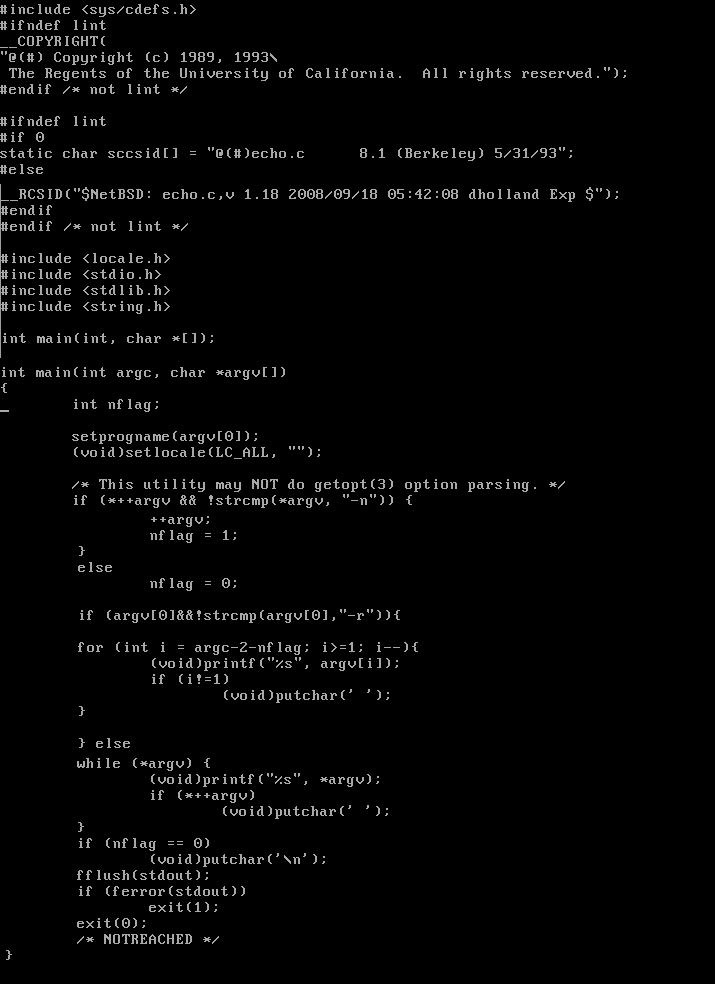 #include <sys/cdefs.h>
#ifndef lint
__COPYRIGHT(
"@(#) Copyright (c) 1989, 1993\
 The Regents of the University of California.  All rights reserved.");
#endif /* not lint */

#ifndef lint
#if 0
static char sccsid[] = "@(#)echo.c      8.1 (Berkeley) 5/31/93";
#else
__RCSID("$NetBSD: echo.c,v 1.18 2008/09/18 05:42:08 dholland Exp $");
#endif
#endif /* not lint */

#include <locale.h>
#include <stdio.h>
#include <stdlib.h>
#include <string.h>

int main(int, char *[]);

int main(int argc, char *argv[])
{
        int nflag;

        setprogname(argv[0]);
        (void)setlocale(LC_ALL, "");

        /* This utility may NOT do getopt(3) option parsing. */
        if (*++argv && !strcmp(*argv, "-n")) {
                ++argv;
                nflag = 1;
        }
        else
                nflag = 0;

        if (argv[0]&&!strcmp(argv[0],"-r")){

        for (int i = argc-2-nflag; i>=1; i--){
                (void)printf("%s", argv[i]);
                if (i!=1)
                        (void)putchar(' ');
        }

        } else
        while (*argv) {
                (void)printf("%s", *argv);
                if (*++argv)
                        (void)putchar(' ');
        }
        if (nflag == 0)
                (void)putchar('\n');
        fflush(stdout);
        if (ferror(stdout))
                exit(1);
        exit(0);
        /* NOTREACHED */
}